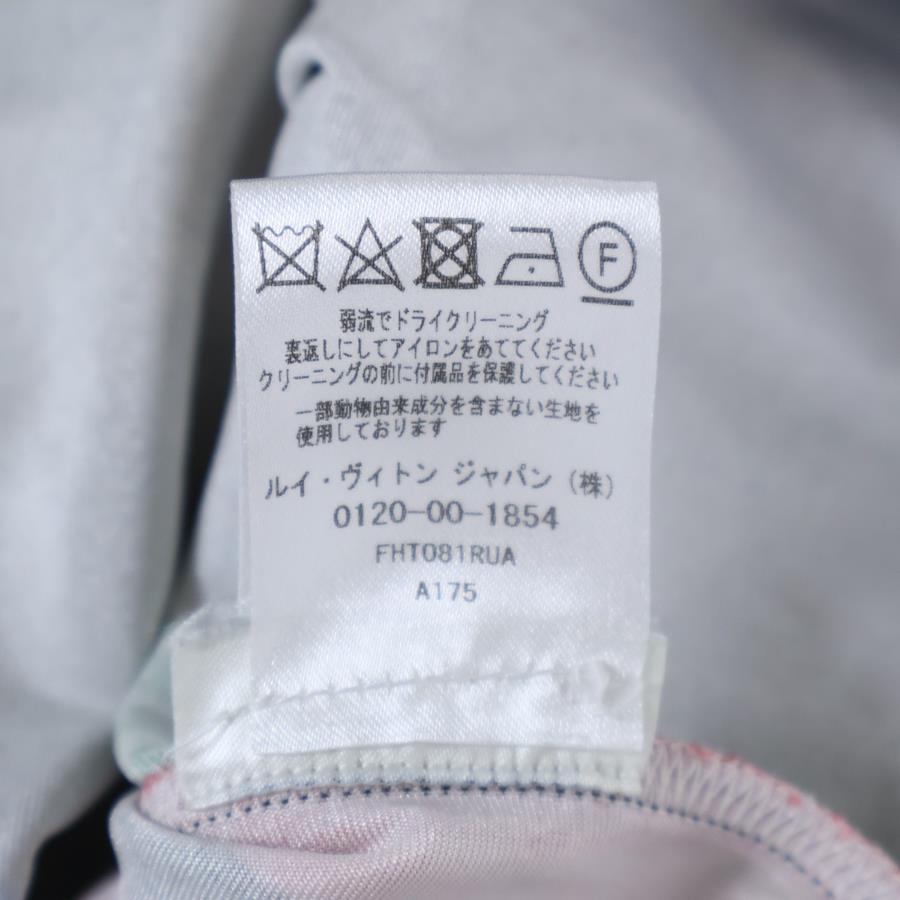 F
弱流でドライクリーニング
裏返しにしてアイロンをあててください
クリーニングの前に付属品を保護してください
一部動物由来成分を含まない生地を
使用しております
ルイ・ヴィトン ジャパン (株)
0120-00-1854
FHT081RUA
A175